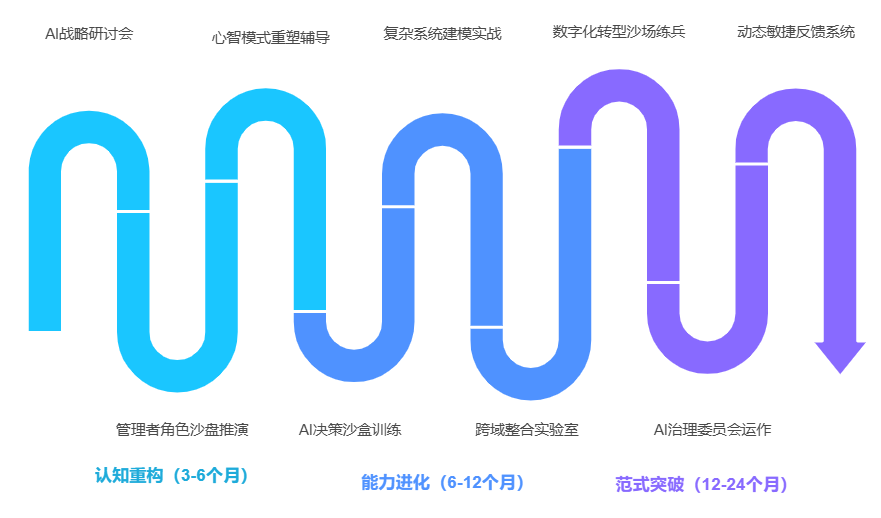 AI战略研讨会
心智模式重塑辅导
复杂系统建模实战
数字化转型沙场练兵
动态敏捷反馈系统
管理者角色沙盘推演
AI决策沙盒训练
跨域整合实验室
AI治理委员会运作
认知重构（3-6个月）
能力进化（6-12个月）
范式突破（12-24个月）